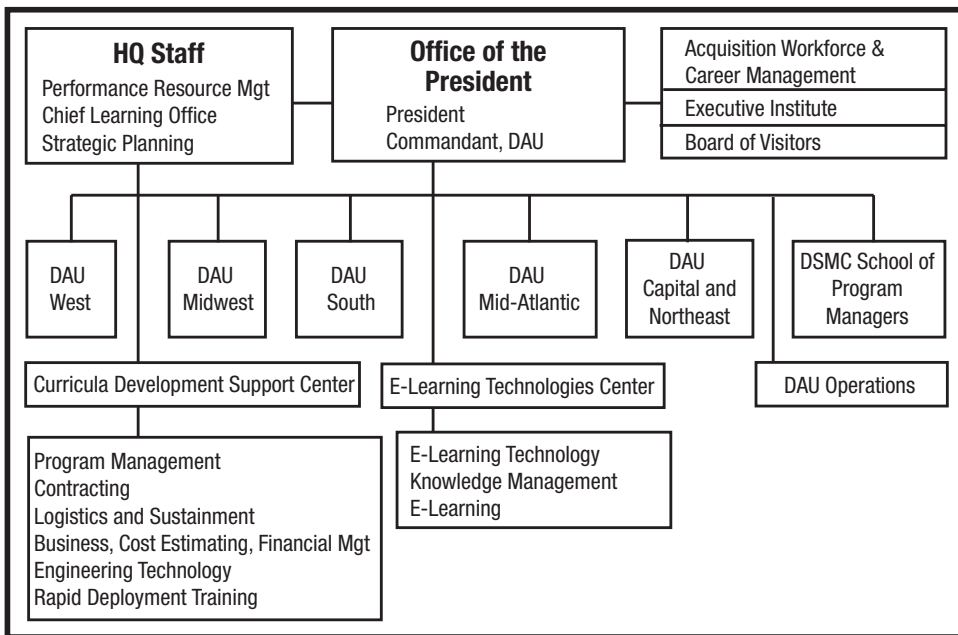 HQ Staff
Performance Resource Mgt
Chief Learning Office
Strategic Planning
Office of the
President
President
Commandant, DAU
Acquisition Workforce &
Career Management
Executive Institute
Board of Visitors
DAU
West
DAU
Midwest
DAU
South
DAU
Mid-Atlantic
DAU
Capital and
Northeast
DSMC School of
Program
Managers
Curricula Development Support Center
E-Learning Technologies Center
DAU Operations
Program Management
Contracting
Logistics and Sustainment
Business, Cost Estimating, Financial Mgt
Engineering Technology
Rapid Deployment Training
E-Learning Technology
Knowledge Management
E-Learning